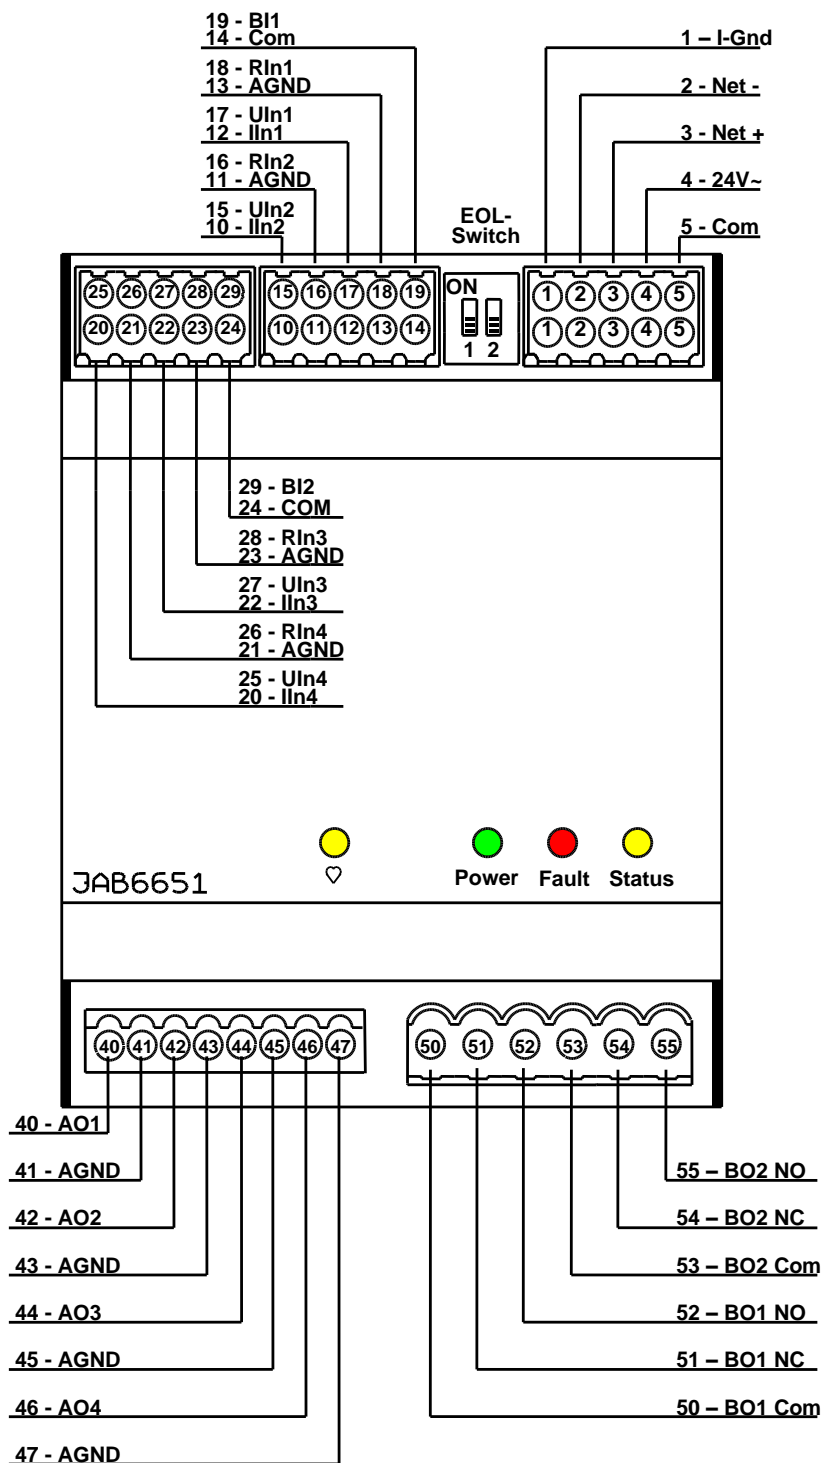 19 - BI1
14 - Com
18 - RIn1
13 - AGND
17 - UIn1
12 - IIn1
16 - RIn2
11 - AGND
15 - UIn2
10 - IIn2
1 – I-Gnd
2 - Net -
3 - Net +
4 - 24V~
5 - Com
EOL-
Switch
25 26 27 28 29
20 21 22 23 24
15 16 17 18 19
10 11 12 13 14
ON
1 2
1 2 3 4 5
1 2 3 4 5
29 - BI2
24 - COM
28 - RIn3
23 - AGND
27 - UIn3
22 - IIn3
26 - RIn4
21 - AGND
25 - UIn4
20 - IIn4
♡ Power Fault Status
JAB6651
40 41 42 43 44 45 46 47
50 51 52 53 54 55
40 - AO1
41 - AGND
42 - AO2
43 - AGND
44 - AO3
45 - AGND
46 - AO4
47 - AGND
55 – BO2 NO
54 – BO2 NC
53 – BO2 Com
52 – BO1 NO
51 – BO1 NC
50 – BO1 Com